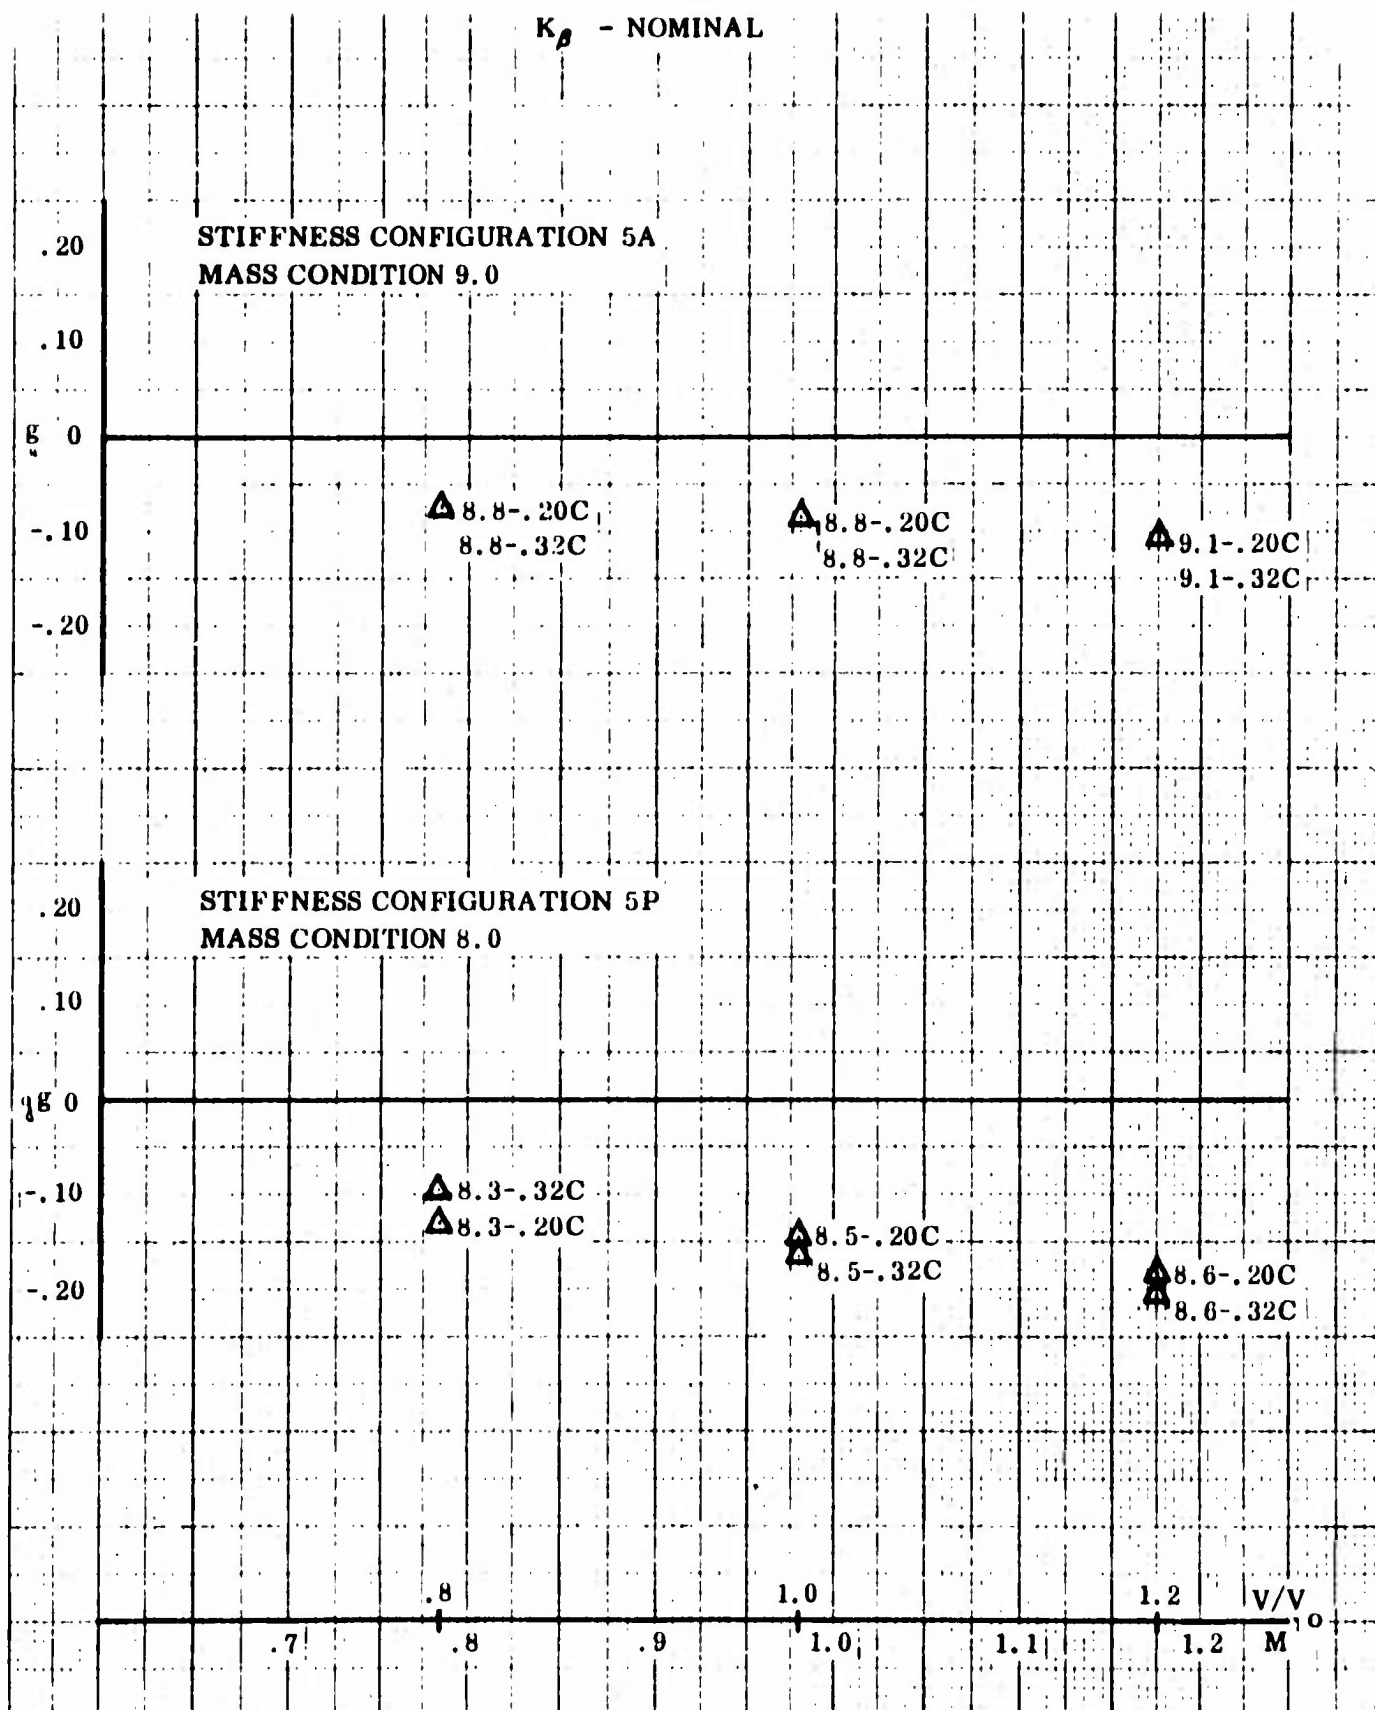 Kβ - NOMINAL
STIFFNESS CONFIGURATION 5A
MASS CONDITION 9.0
.20
.10
g 0
-.10
-.20
8.8-.20C
8.8-.32C
8.8-.20C
8.8-.32C
9.1-.20C
9.1-.32C
STIFFNESS CONFIGURATION 5P
MASS CONDITION 8.0
.20
.10
g 0
-.10
-.20
8.3-.32C
8.3-.20C
8.5-.20C
8.5-.32C
8.6-.20C
8.6-.32C
.8 1.0 1.2 V/V o
.7 .8 .9 1.0 1.1 1.2 M